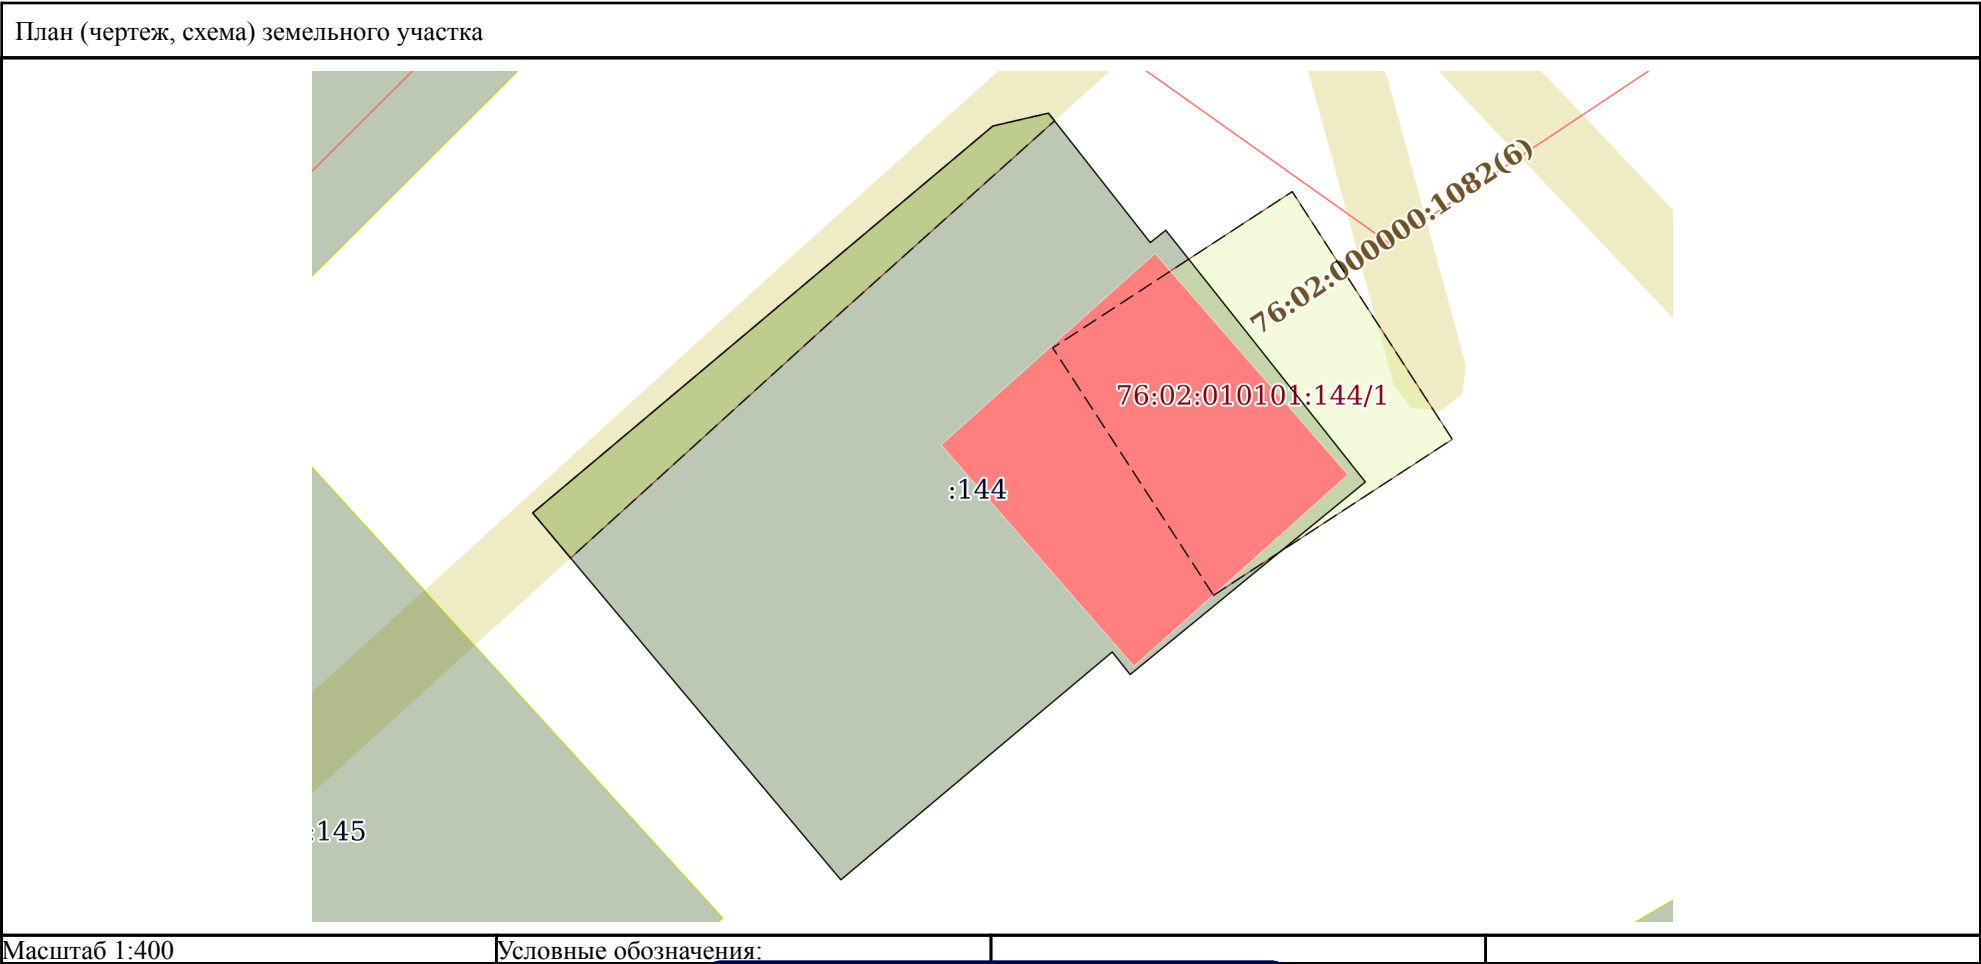 План (чертеж, схема) земельного участка
76:02:000000:1082(6)
76:02:010101:144/1
:144
:145
Масштаб 1:400
Условные обозначения: